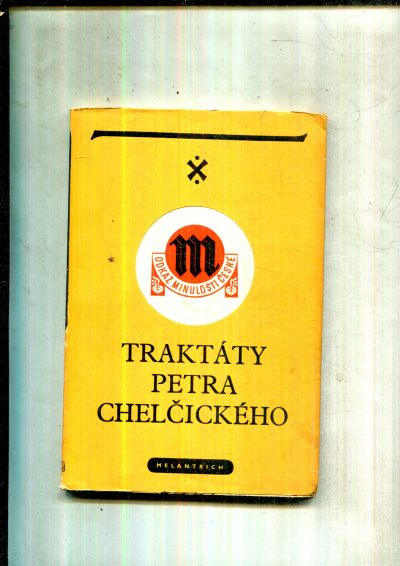 m
ODKAZ MINULOSTI ČESKÉ
TRAKTÁTY
PETRA
CHELČICKÉHO
MELANTRICH